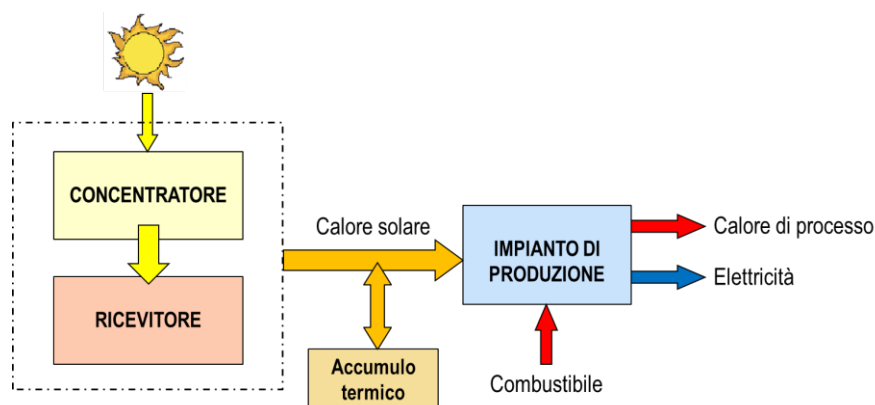 CONCENTRATORE
RICEVITORE
Calore solare
Accumulo
termico
IMPIANTO DI
PRODUZIONE
Combustibile
Calore di processo
Elettricità